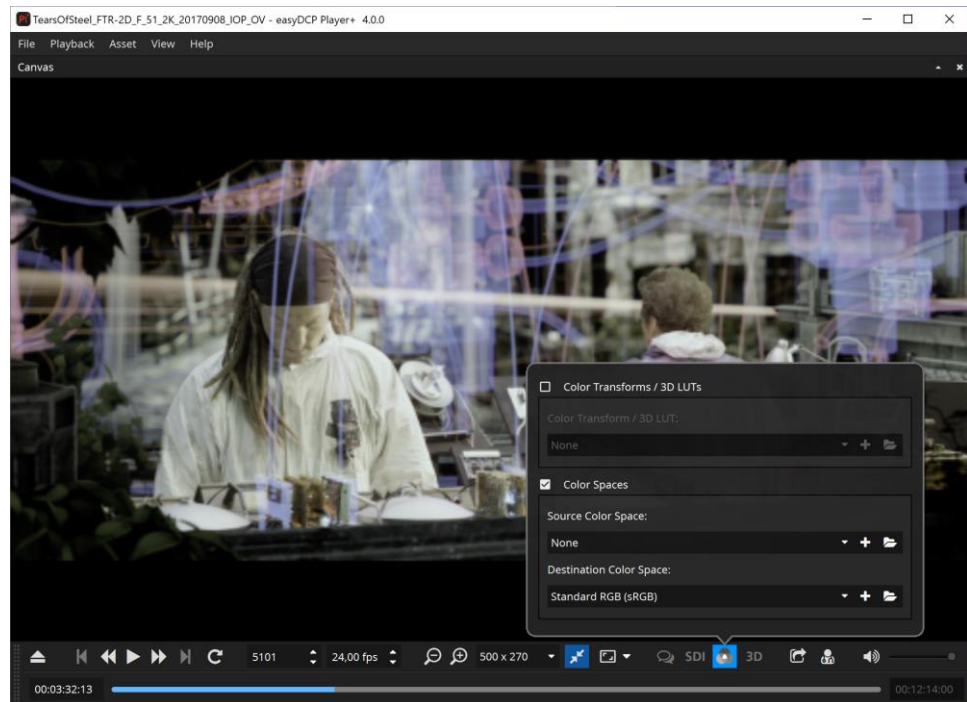 TearsOfSteel_FTR-2D_F_51_2K_20170908_IOP_OV - easyDCP Player+ 4.0.0
File Playback Asset View Help
Canvas
Color Transforms / 3D LUTs
Color Transform / 3D LUT:
None
Color Spaces
Source Color Space:
None
Destination Color Space:
Standard RGB (sRGB)
5101 24,00 fps 500 x 270 SDI 3D
00:03:32:13 00:12:14:00